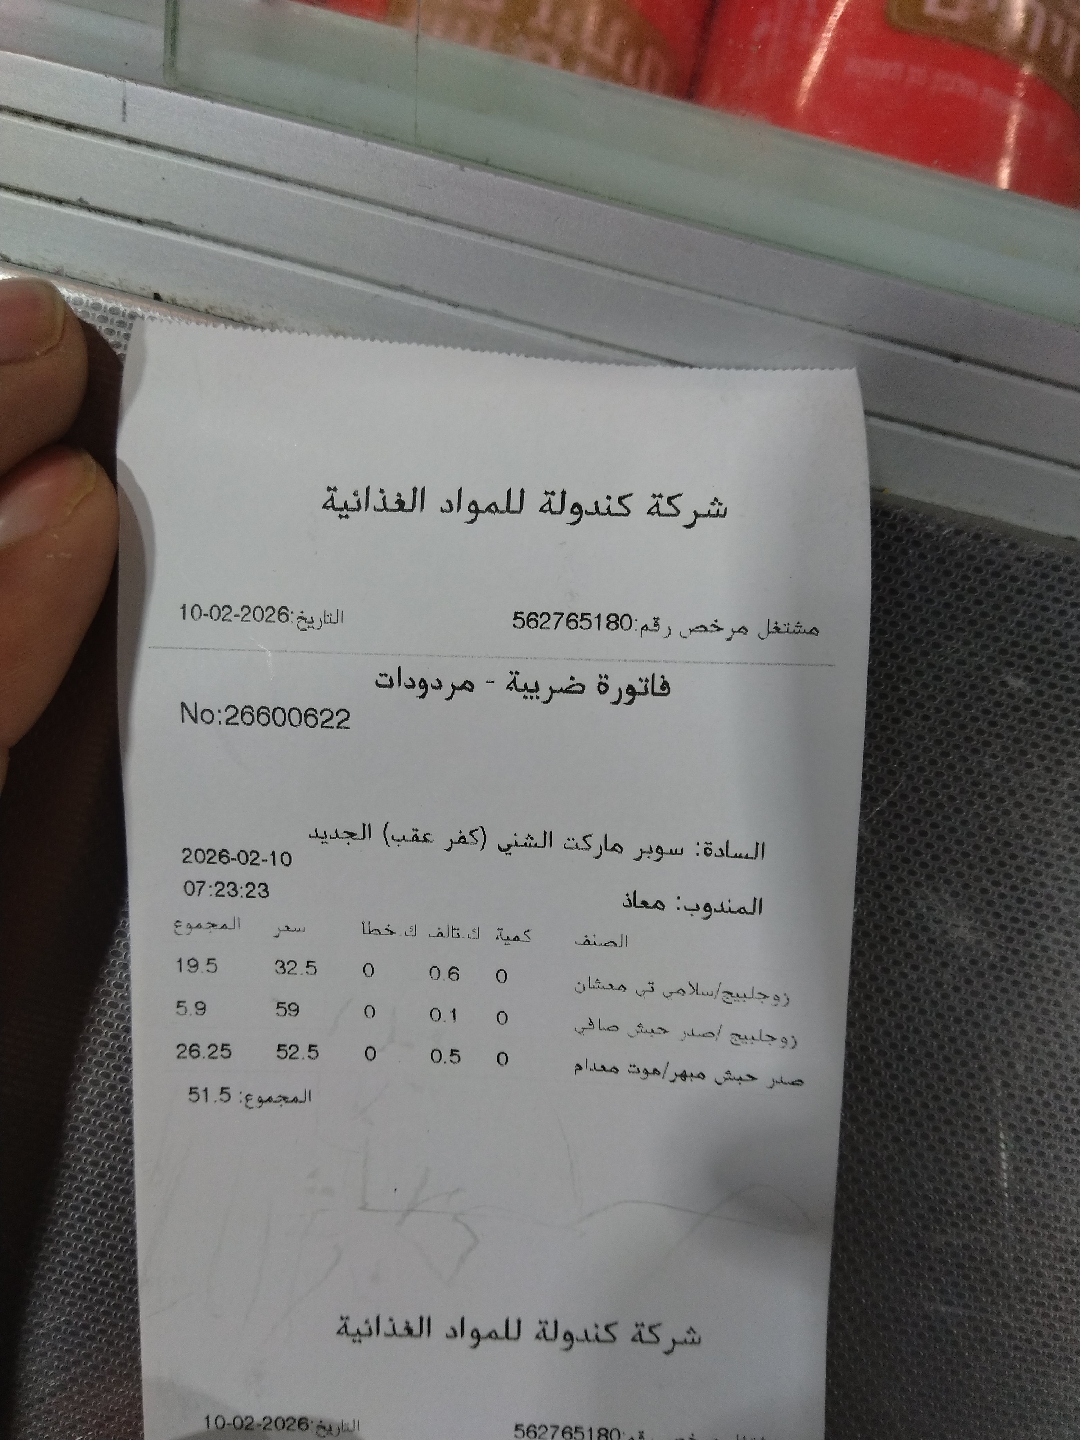 شركة كندولة للمواد الغذائية
مشتغل مرخص رقم:562765180 التاريخ:2026-02-10
فاتورة ضريبة - مردودات
No:26600622
السادة: سوبر ماركت الشني (كفر عقب) الجديد
2026-02-10
المندوب: معاذ 07:23:23
الصنف كمية ك.تالف ك.خطا سعر المجموع
زوجلبيج/سلامي تي معشان 0 0.6 0 32.5 19.5
زوجلبيج /صدر حبش صافي 0 0.1 0 59 5.9
صدر حبش مبهر/هوت معدام 0 0.5 0 52.5 26.25
المجموع: 51.5
شركة كندولة للمواد الغذائية
رقم:562765180 التاريخ:2026-02-10